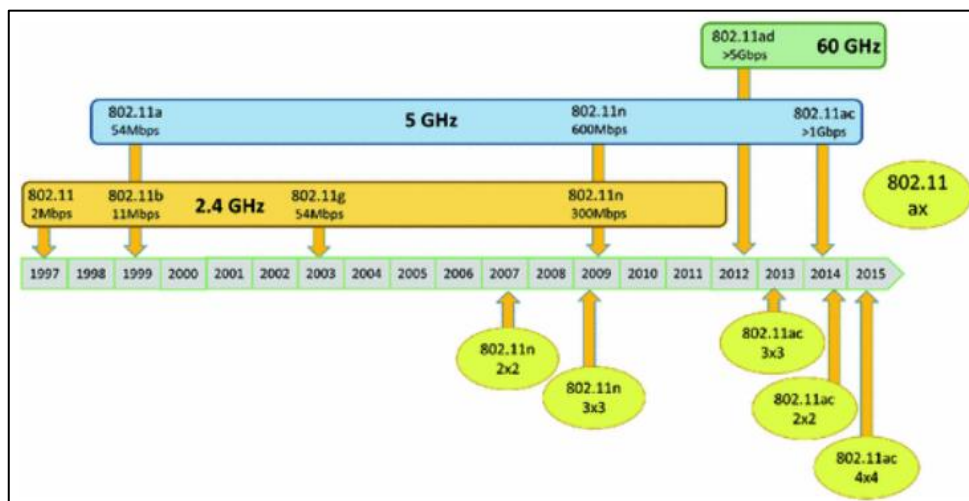 802.11ad
>5Gbps
60 GHz
802.11a
54Mbps
5 GHz
802.11n
600Mbps
802.11ac
>1Gbps
802.11
2Mbps
802.11b
11Mbps
2.4 GHz
802.11g
54Mbps
802.11n
300Mbps
802.11
ax
1997 1998 1999 2000 2001 2002 2003 2004 2005 2006 2007 2008 2009 2010 2011 2012 2013 2014 2015
802.11n
2x2
802.11n
3x3
802.11ac
3x3
802.11ac
2x2
802.11ac
4x4